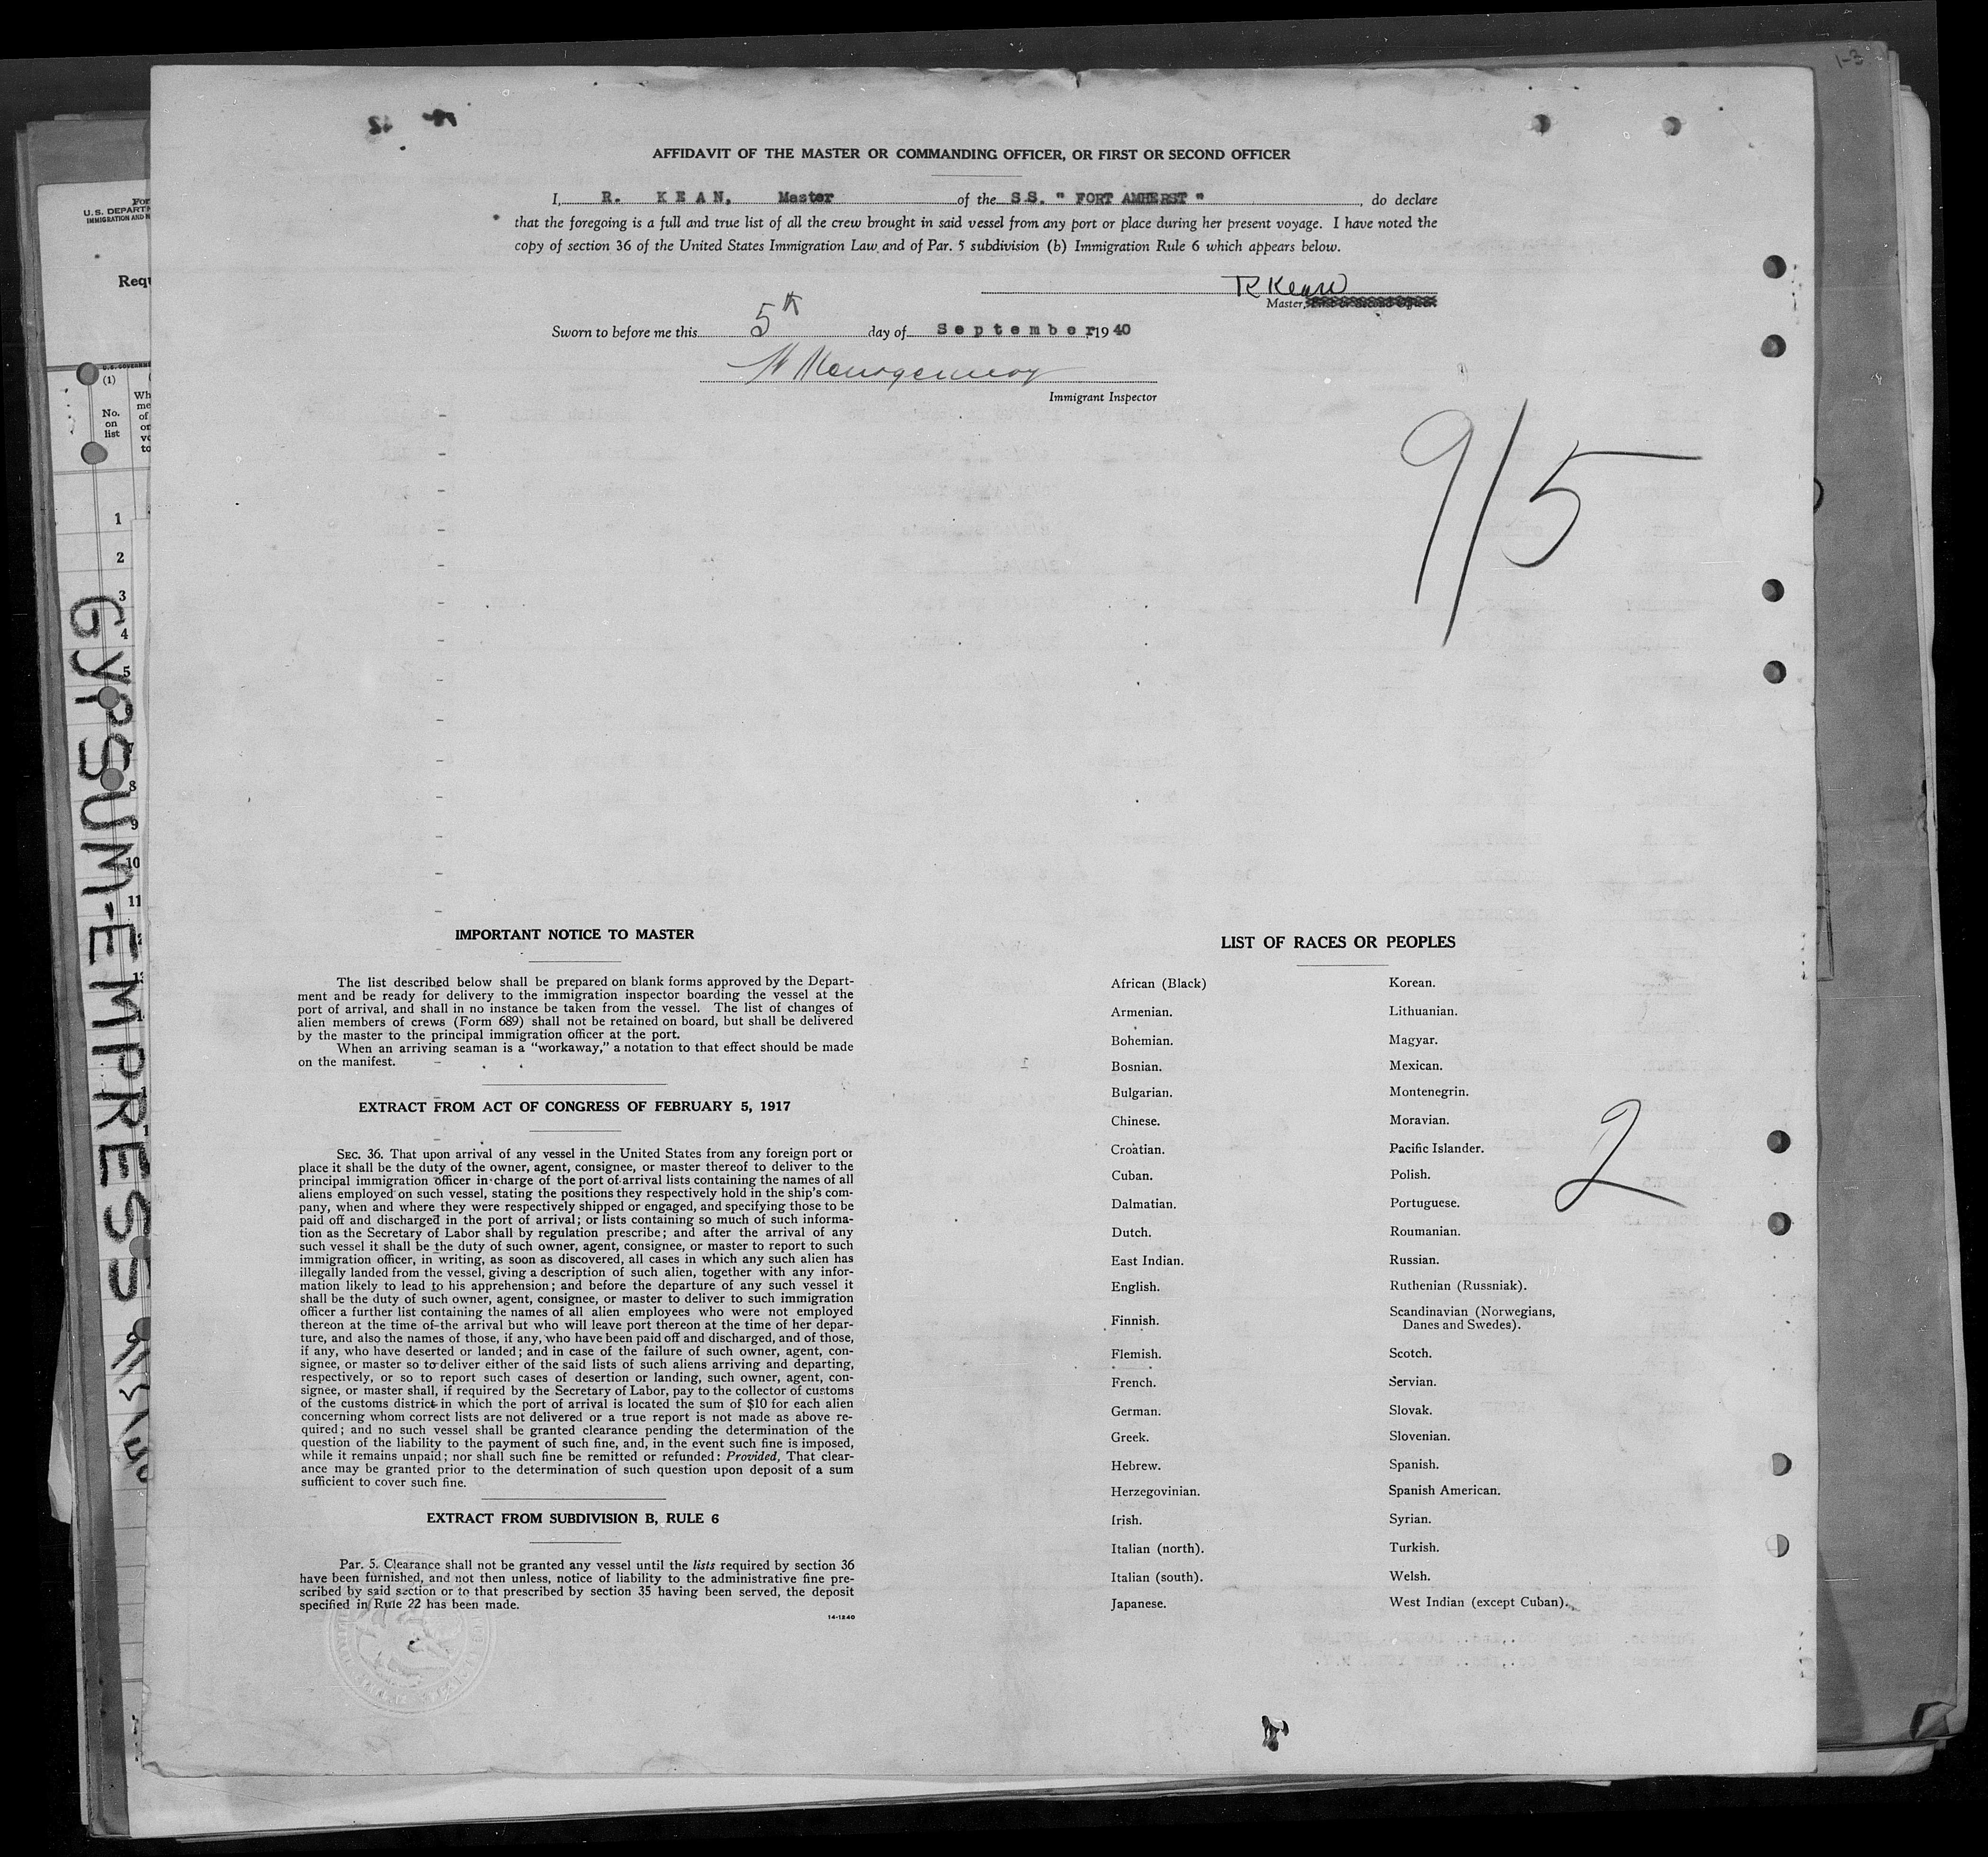 1-3
AFFIDAVIT OF THE MASTER OR COMMANDING OFFICER, OR FIRST OR SECOND OFFICER
I, R. KEAN, Master of the S.S. " FORT AMHERST " , do declare
that the foregoing is a full and true list of all the crew brought in said vessel from any port or place during her present voyage. I have noted the
copy of section 36 of the United States Immigration Law and of Par. 5 subdivision (b) Immigration Rule 6 which appears below.
R Kean
Master,
Sworn to before me this 5th day of September, 1940
Immigrant Inspector
9/5
IMPORTANT NOTICE TO MASTER
The list described below shall be prepared on blank forms approved by the Depart-
ment and be ready for delivery to the immigration inspector boarding the vessel at the
port of arrival, and shall in no instance be taken from the vessel. The list of changes of
alien members of crews (Form 689) shall not be retained on board, but shall be delivered
by the master to the principal immigration officer at the port.
When an arriving seaman is a “workaway,” a notation to that effect should be made
on the manifest.
EXTRACT FROM ACT OF CONGRESS OF FEBRUARY 5, 1917
SEC. 36. That upon arrival of any vessel in the United States from any foreign port or
place it shall be the duty of the owner, agent, consignee, or master thereof to deliver to the
principal immigration officer in charge of the port of arrival lists containing the names of all
aliens employed on such vessel, stating the positions they respectively hold in the ship's com-
pany, when and where they were respectively shipped or engaged, and specifying those to be
paid off and discharged in the port of arrival; or lists containing so much of such informa-
tion as the Secretary of Labor shall by regulation prescribe; and after the arrival of any
such vessel it shall be the duty of such owner, agent, consignee, or master to report to such
immigration officer, in writing, as soon as discovered, all cases in which any such alien has
illegally landed from the vessel, giving a description of such alien, together with any infor-
mation likely to lead to his apprehension; and before the departure of any such vessel it
shall be the duty of such owner, agent, consignee, or master to deliver to such immigration
officer a further list containing the names of all alien employees who were not employed
thereon at the time of the arrival but who will leave port thereon at the time of her depar-
ture, and also the names of those, if any, who have been paid off and discharged, and of those,
if any, who have deserted or landed; and in case of the failure of such owner, agent, con-
signee, or master so to deliver either of the said lists of such aliens arriving and departing,
respectively, or so to report such cases of desertion or landing, such owner, agent, con-
signee, or master shall, if required by the Secretary of Labor, pay to the collector of customs
of the customs district in which the port of arrival is located the sum of $10 for each alien
concerning whom correct lists are not delivered or a true report is not made as above re-
quired; and no such vessel shall be granted clearance pending the determination of the
question of the liability to the payment of such fine, and, in the event such fine is imposed,
while it remains unpaid; nor shall such fine be remitted or refunded: Provided, That clear-
ance may be granted prior to the determination of such question upon deposit of a sum
sufficient to cover such fine.
EXTRACT FROM SUBDIVISION B, RULE 6
Par. 5. Clearance shall not be granted any vessel until the lists required by section 36
have been furnished, and not then unless, notice of liability to the administrative fine pre-
scribed by said section or to that prescribed by section 35 having been served, the deposit
specified in Rule 22 has been made.
14-1240
LIST OF RACES OR PEOPLES
African (Black)
Armenian.
Bohemian.
Bosnian.
Bulgarian.
Chinese.
Croatian.
Cuban.
Dalmatian.
Dutch.
East Indian.
English.
Finnish.
Flemish.
French.
German.
Greek.
Hebrew.
Herzegovinian.
Irish.
Italian (north).
Italian (south).
Japanese.
Korean.
Lithuanian.
Magyar.
Mexican.
Montenegrin.
Moravian.
Pacific Islander.
Polish.
Portuguese.
Roumanian.
Russian.
Ruthenian (Russniak).
Scandinavian (Norwegians,
Danes and Swedes).
Scotch.
Servian.
Slovak.
Slovenian.
Spanish.
Spanish American.
Syrian.
Turkish.
Welsh.
West Indian (except Cuban).
2
U.S. DEPART
IMMIGRATION AND N
Requ
(1)
No.
on
list
1
2
3
4
5
6
7
8
9
10
11
GYPSUM-EMPRESS